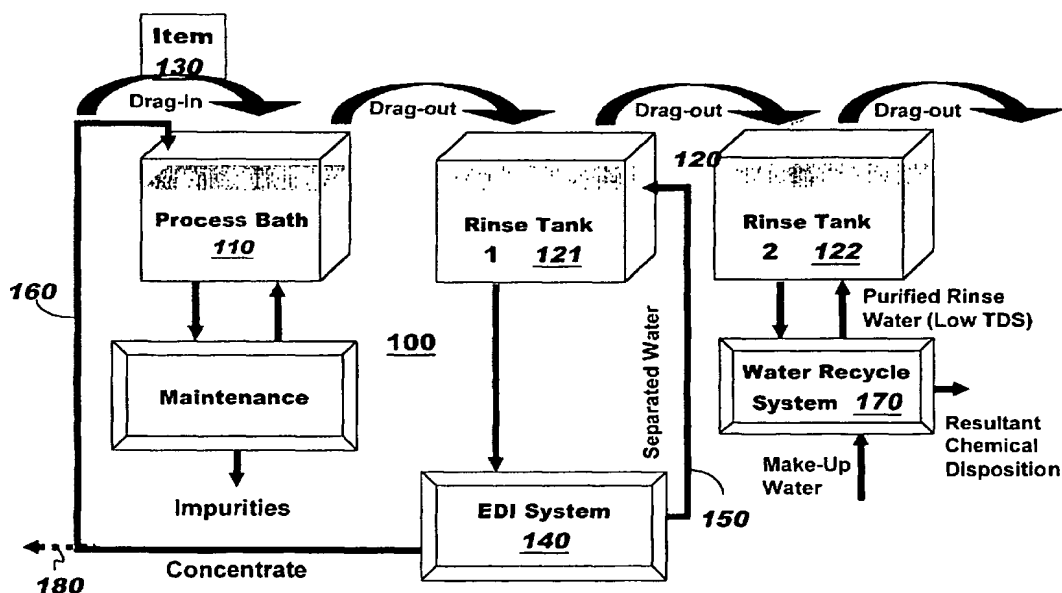 Item
130
Drag-In
Drag-out
Drag-out
Drag-out
120
Process Bath
110
Rinse Tank
1 121
Rinse Tank
2 122
160
100
Separated Water
Purified Rinse
Water (Low TDS)
Maintenance
Water Recycle
System 170
Resultant
Chemical
Disposition
Make-Up
Water
Impurities
EDI System
140
150
Concentrate
180